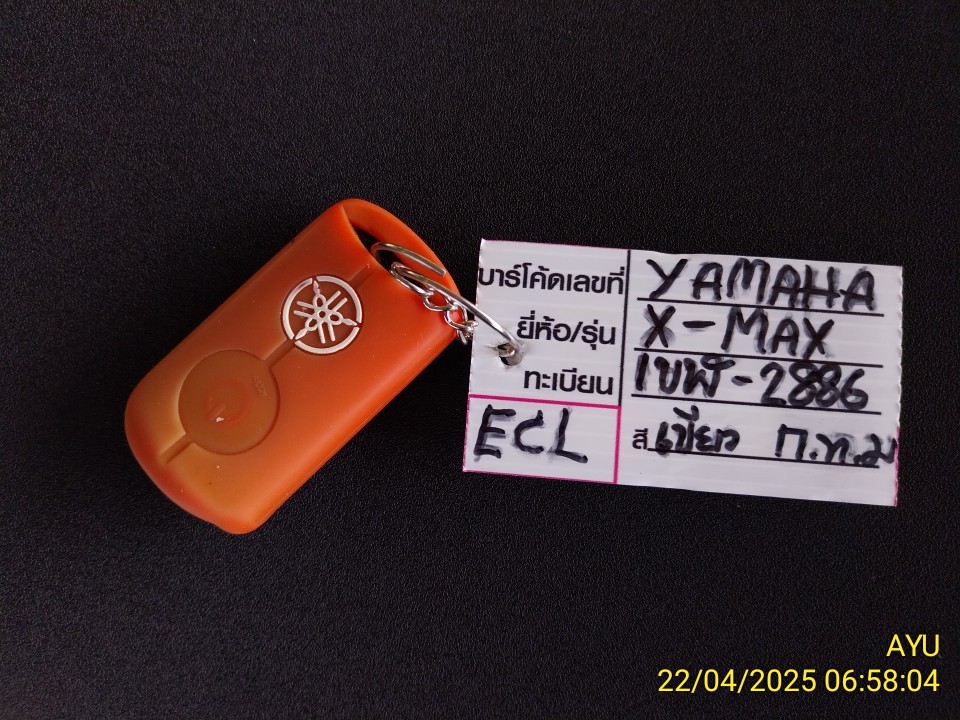 บาร์โค้ดเลขที่ YAMAHA
ยี่ห้อ/รุ่น X-MAX
ทะเบียน 1ขพ-2886
ECL สี เขียว ก.ท.ม
AYU
22/04/2025 06:58:04